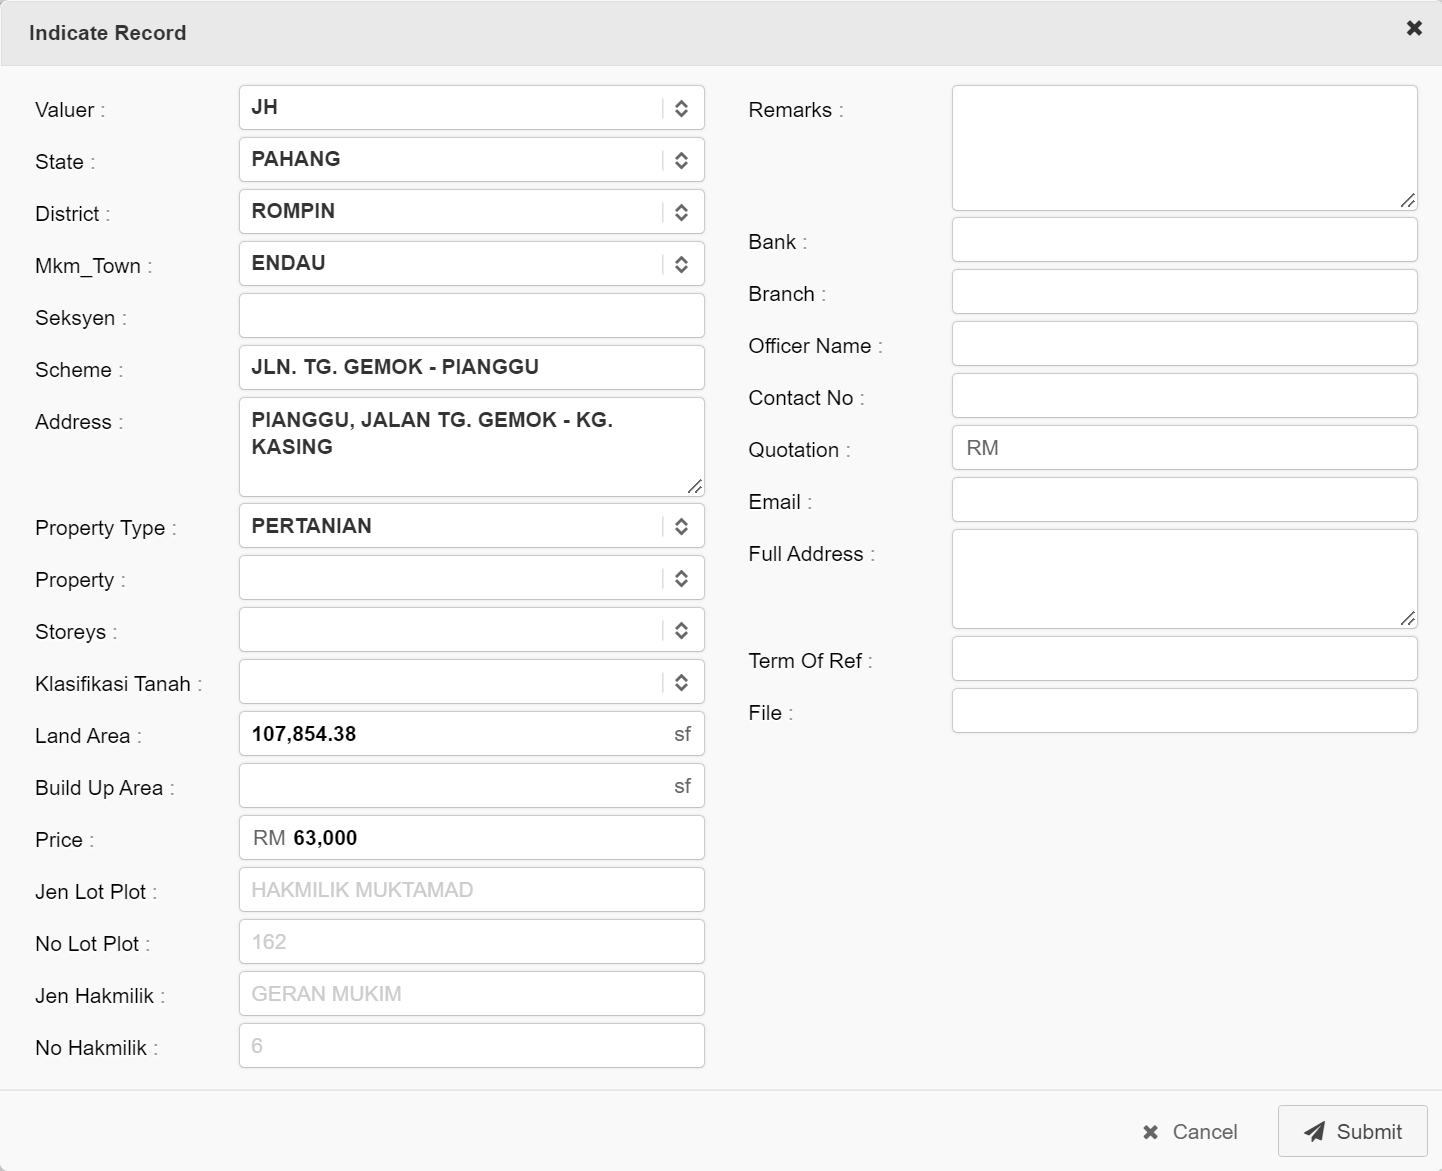 Indicate Record
Valuer :
JH
State :
PAHANG
District :
ROMPIN
Mkm_Town :
ENDAU
Seksyen :
Scheme :
JLN. TG. GEMOK - PIANGGU
Address :
PIANGGU, JALAN TG. GEMOK - KG.
KASING
Property Type :
PERTANIAN
Property :
Storeys :
Klasifikasi Tanah :
Land Area :
107,854.38 sf
Build Up Area :
sf
Price :
RM 63,000
Jen Lot Plot :
HAKMILIK MUKTAMAD
No Lot Plot :
162
Jen Hakmilik :
GERAN MUKIM
No Hakmilik :
6
Remarks :
Bank :
Branch :
Officer Name :
Contact No :
Quotation :
RM
Email :
Full Address :
Term Of Ref :
File :
Cancel
Submit